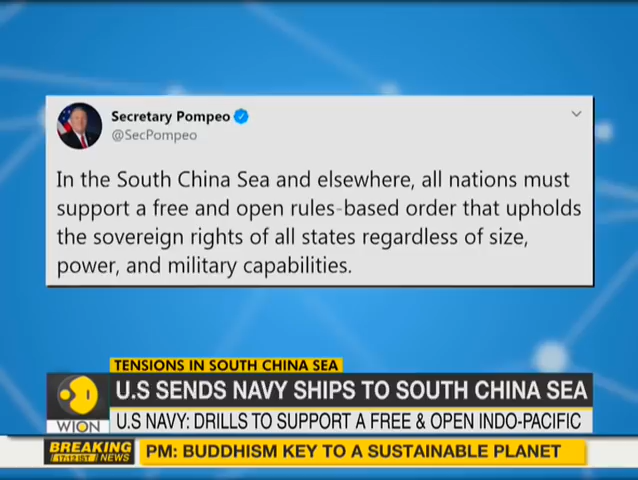 Secretary Pompeo
@SecPompeo
In the South China Sea and elsewhere, all nations must
support a free and open rules-based order that upholds
the sovereign rights of all states regardless of size,
power, and military capabilities.
TENSIONS IN SOUTH CHINA SEA
U.S SENDS NAVY SHIPS TO SOUTH CHINA SEA
WION
U.S NAVY: DRILLS TO SUPPORT A FREE & OPEN INDO-PACIFIC
BREAKING
17:12 IST NEWS
PM: BUDDHISM KEY TO A SUSTAINABLE PLANET